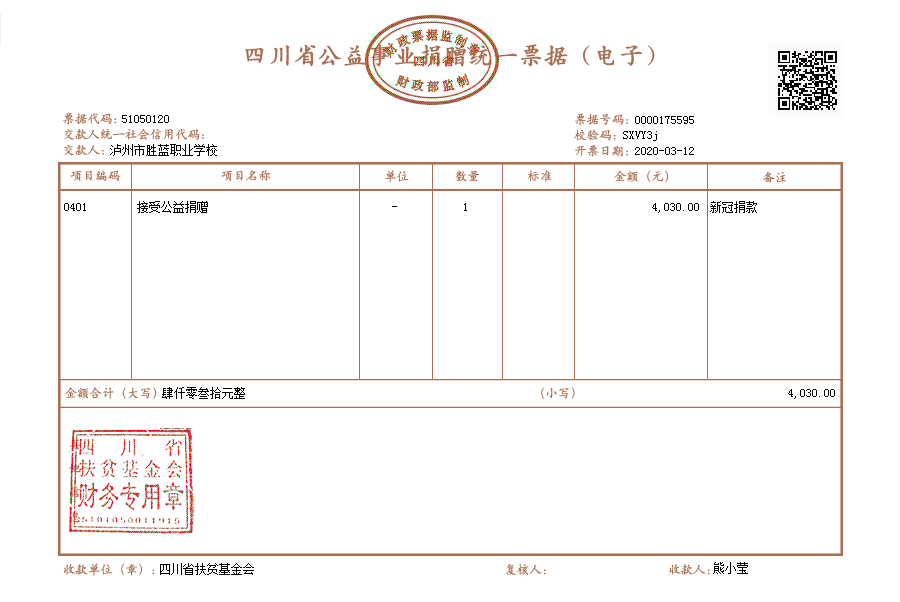 四川省公益事业捐赠统一票据（电子）
财政票据监制章
四川省
财政部监制
票据代码：51050120 票据号码：0000175595
交款人统一社会信用代码： 校验码：SXVY3j
交款人：泸州市胜蓝职业学校 开票日期：2020-03-12
项目编码 项目名称 单位 数量 标准 金额（元） 备注
0401 接受公益捐赠 - 1 4,030.00 新冠捐款
金额合计（大写）肆仟零叁拾元整 （小写） 4,030.00
四川省
扶贫基金会
财务专用章
收款单位（章）：四川省扶贫基金会 复核人： 收款人：熊小莹